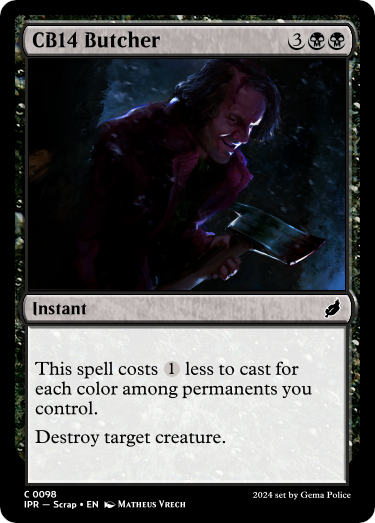 CB14 Butcher 3
Instant
This spell costs 1 less to cast for
each color among permanents you
control.
Destroy target creature.
C 0098
IPR — Scrap • EN Matheus Vrech
2024 set by Gema Police